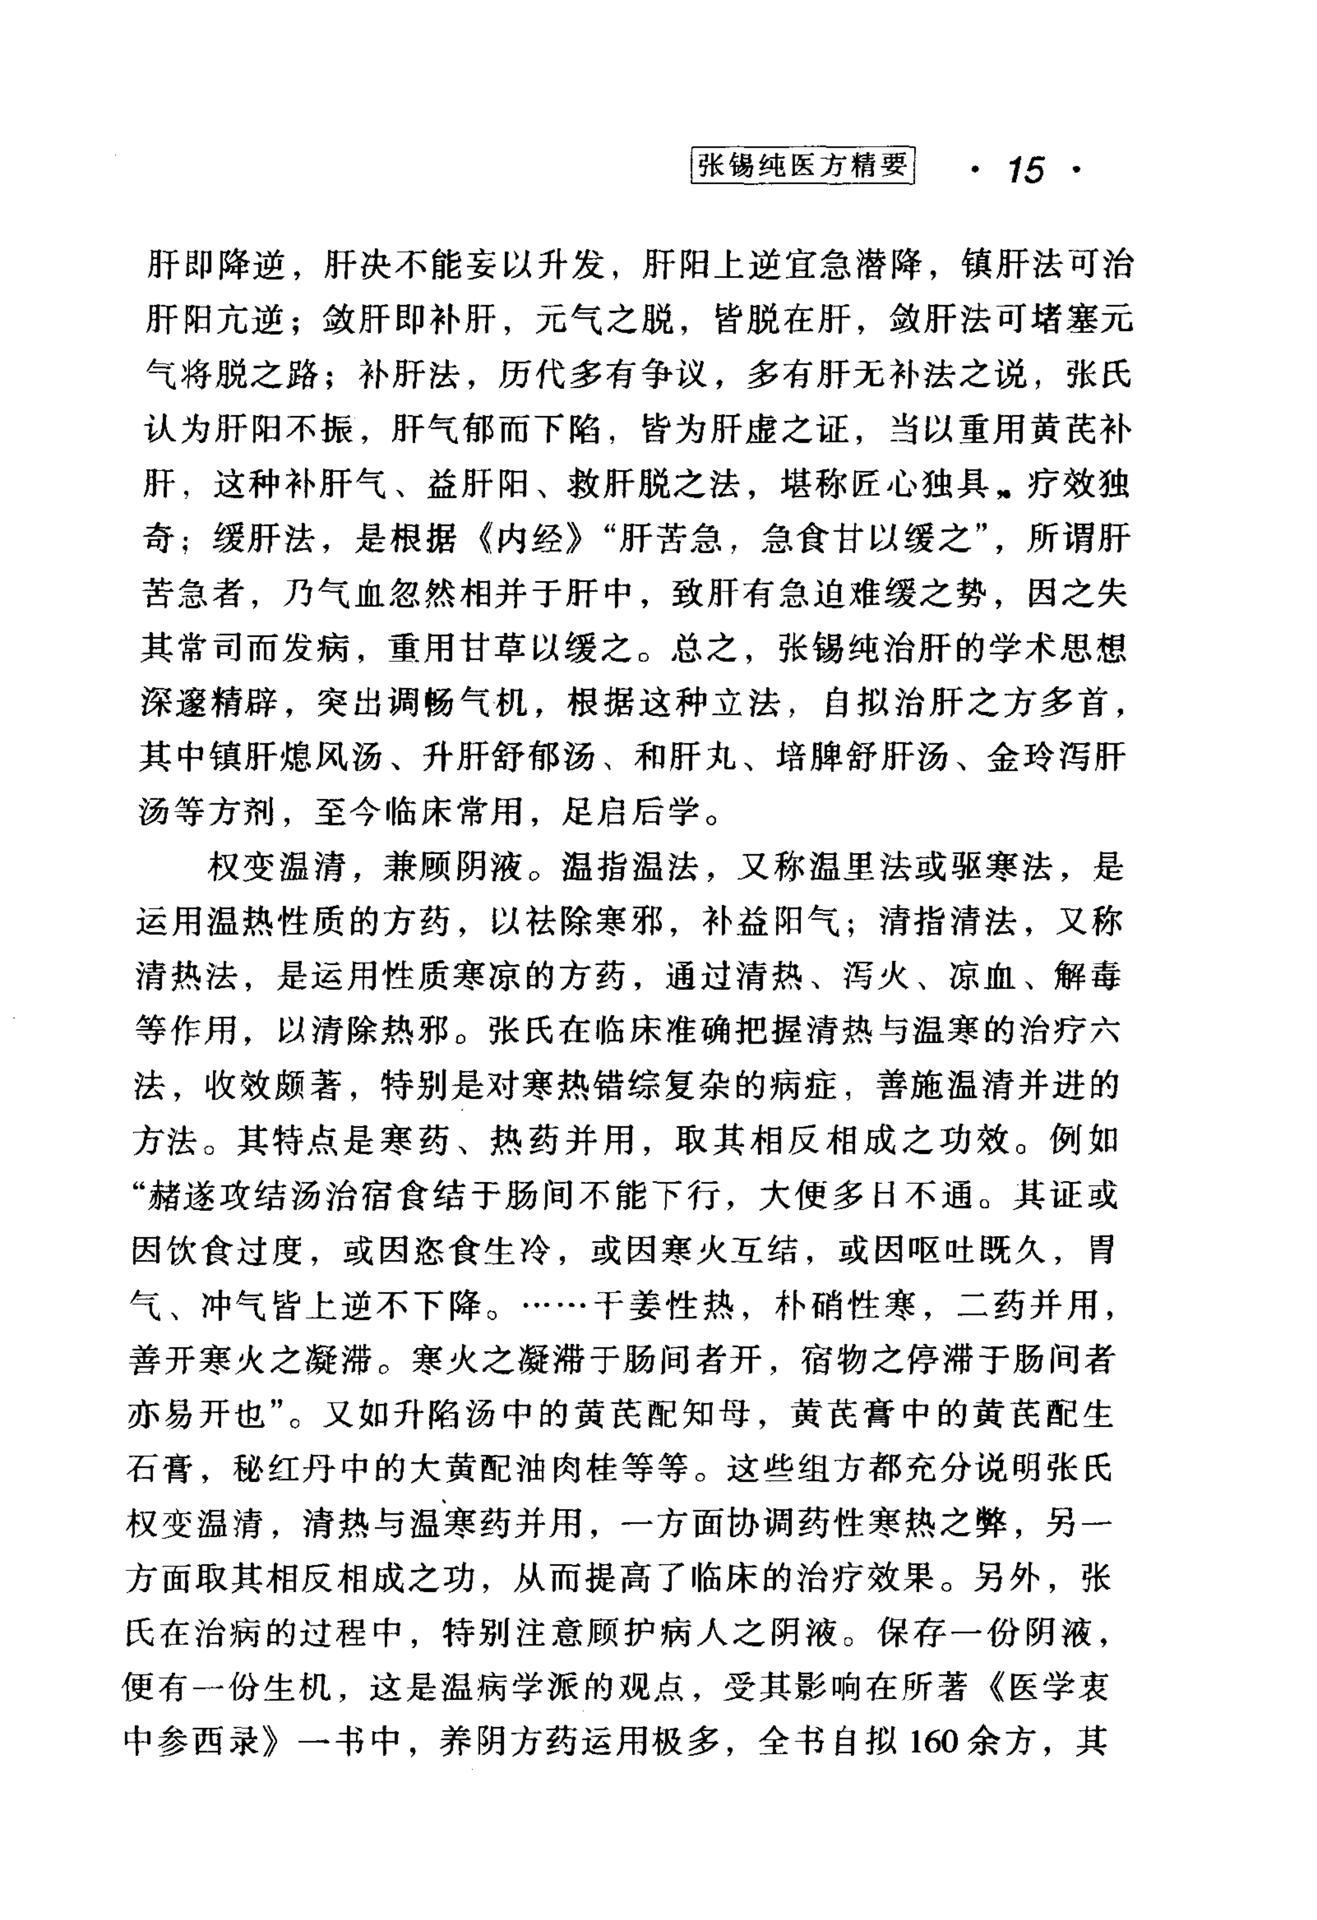 张锡纯医方精要 · 15 ·
肝即降逆，肝决不能妄以升发，肝阳上逆宜急潜降，镇肝法可治
肝阳亢逆；敛肝即补肝，元气之脱，皆脱在肝，敛肝法可堵塞元
气将脱之路；补肝法，历代多有争议，多有肝无补法之说，张氏
认为肝阳不振，肝气郁而下陷，皆为肝虚之证，当以重用黄芪补
肝，这种补肝气、益肝阳、救肝脱之法，堪称匠心独具。疗效独
奇；缓肝法，是根据《内经》“肝苦急，急食甘以缓之”，所谓肝
苦急者，乃气血忽然相并于肝中，致肝有急迫难缓之势，因之失
其常司而发病，重用甘草以缓之。总之，张锡纯治肝的学术思想
深邃精辟，突出调畅气机，根据这种立法，自拟治肝之方多首，
其中镇肝熄风汤、升肝舒郁汤、和肝丸、培脾舒肝汤、金玲泻肝
汤等方剂，至今临床常用，足启后学。
权变温清，兼顾阴液。温指温法，又称温里法或驱寒法，是
运用温热性质的方药，以祛除寒邪，补益阳气；清指清法，又称
清热法，是运用性质寒凉的方药，通过清热、泻火、凉血、解毒
等作用，以清除热邪。张氏在临床准确把握清热与温寒的治疗六
法，收效颇著，特别是对寒热错综复杂的病症，善施温清并进的
方法。其特点是寒药、热药并用，取其相反相成之功效。例如
“赭遂攻结汤治宿食结于肠间不能下行，大便多日不通。其证或
因饮食过度，或因恣食生冷，或因寒火互结，或因呕吐既久，胃
气、冲气皆上逆不下降。……干姜性热，朴硝性寒，二药并用，
善开寒火之凝滞。寒火之凝滞于肠间者开，宿物之停滞于肠间者
亦易开也”。又如升陷汤中的黄芪配知母，黄芪膏中的黄芪配生
石膏，秘红丹中的大黄配油肉桂等等。这些组方都充分说明张氏
权变温清，清热与温寒药并用，一方面协调药性寒热之弊，另一
方面取其相反相成之功，从而提高了临床的治疗效果。另外，张
氏在治病的过程中，特别注意顾护病人之阴液。保存一份阴液，
便有一份生机，这是温病学派的观点，受其影响在所著《医学衷
中参西录》一书中，养阴方药运用极多，全书自拟 160 余方，其